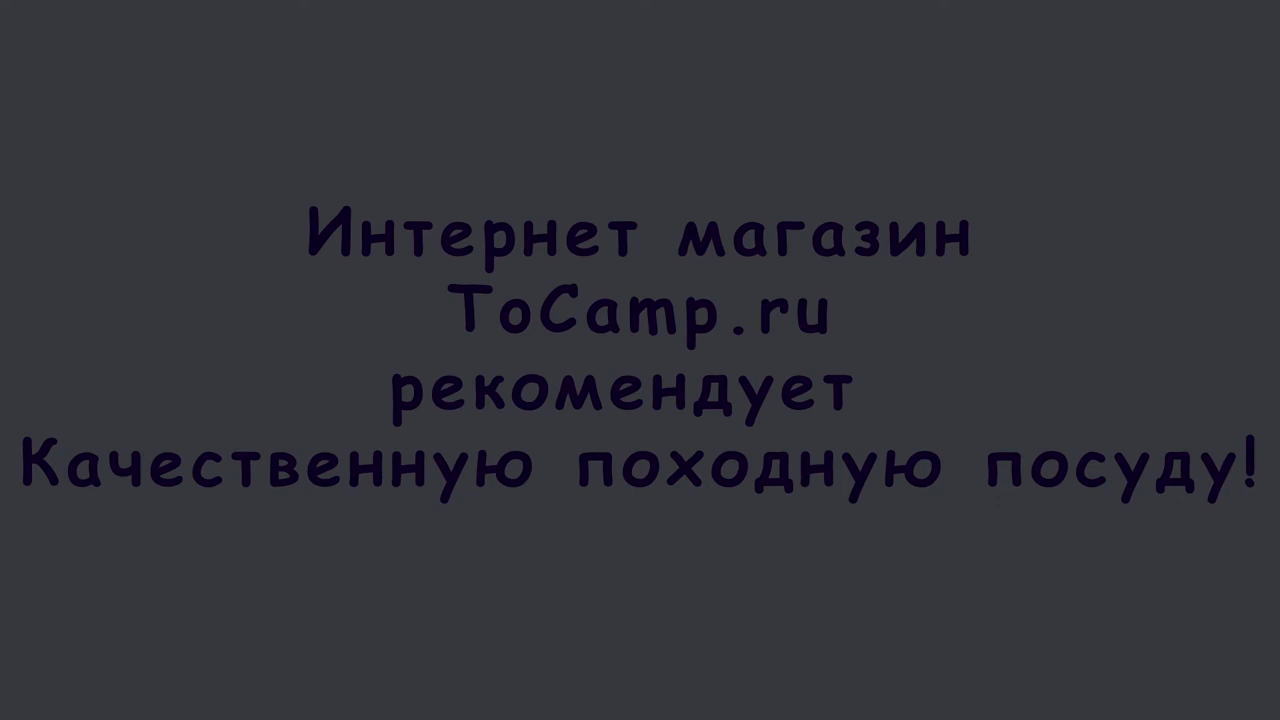 Интернет магазин
ToCamp.ru
рекомендует
Качественную походную посуду!